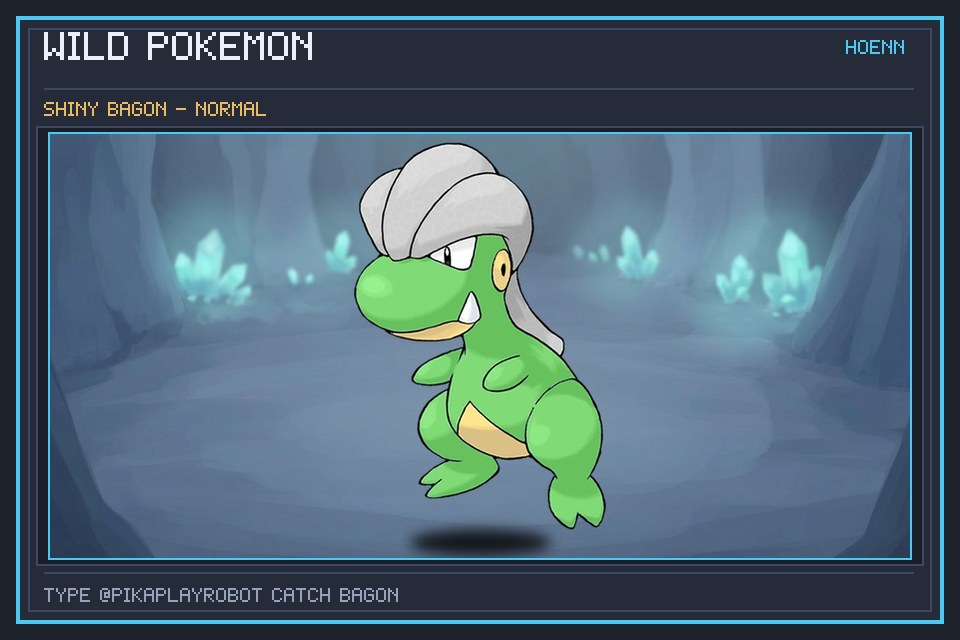 WILD POKEMON
HOENN
SHINY BAGON - NORMAL
TYPE @PIKAPLAYROBOT CATCH BAGON